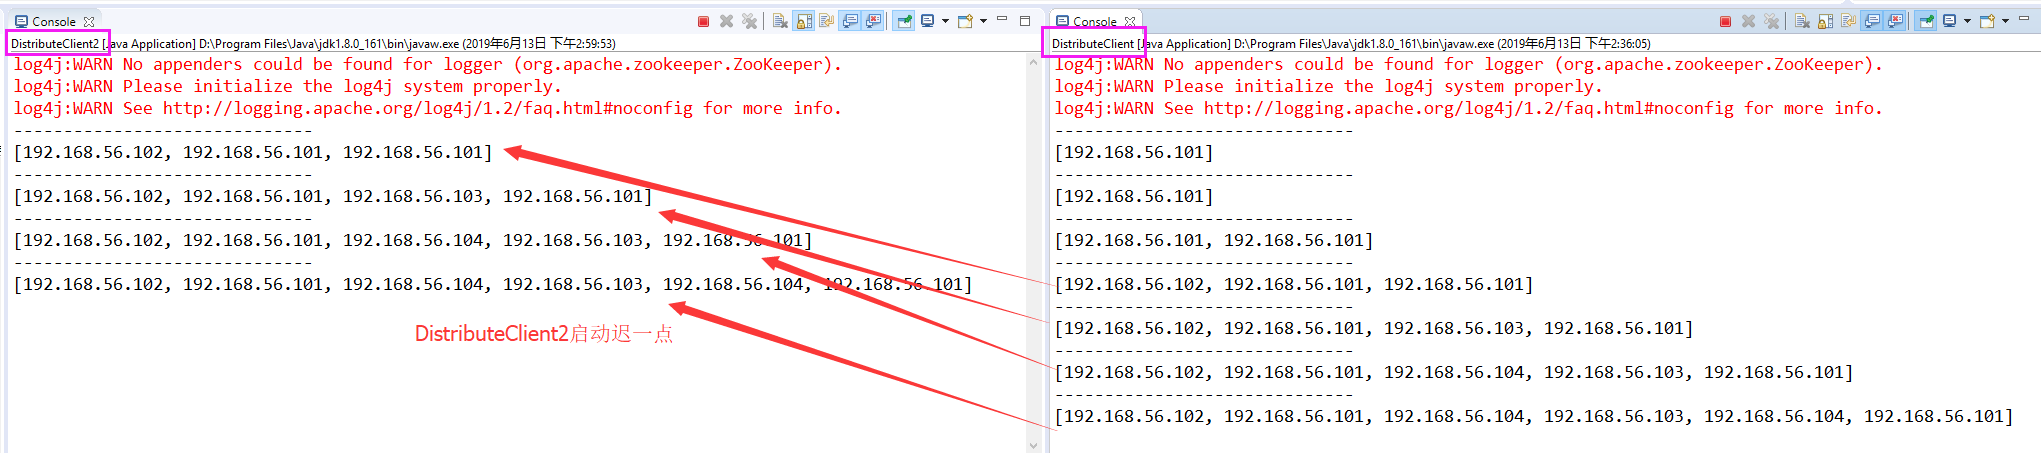 Console
DistributeClient2 [Java Application] D:\Program Files\Java\jdk1.8.0_161\bin\javaw.exe (2019年6月13日 下午2:59:53)
log4j:WARN No appenders could be found for logger (org.apache.zookeeper.ZooKeeper).
log4j:WARN Please initialize the log4j system properly.
log4j:WARN See http://logging.apache.org/log4j/1.2/faq.html#noconfig for more info.
------------------------------
[192.168.56.102, 192.168.56.101, 192.168.56.101]
------------------------------
[192.168.56.102, 192.168.56.101, 192.168.56.103, 192.168.56.101]
------------------------------
[192.168.56.102, 192.168.56.101, 192.168.56.104, 192.168.56.103, 192.168.56.101]
------------------------------
[192.168.56.102, 192.168.56.101, 192.168.56.104, 192.168.56.103, 192.168.56.104, 192.168.56.101]
DistributeClient2启动迟一点
Console
DistributeClient [Java Application] D:\Program Files\Java\jdk1.8.0_161\bin\javaw.exe (2019年6月13日 下午2:36:05)
log4j:WARN No appenders could be found for logger (org.apache.zookeeper.ZooKeeper).
log4j:WARN Please initialize the log4j system properly.
log4j:WARN See http://logging.apache.org/log4j/1.2/faq.html#noconfig for more info.
------------------------------
[192.168.56.101]
------------------------------
[192.168.56.101]
------------------------------
[192.168.56.101, 192.168.56.101]
------------------------------
[192.168.56.102, 192.168.56.101, 192.168.56.101]
------------------------------
[192.168.56.102, 192.168.56.101, 192.168.56.103, 192.168.56.101]
------------------------------
[192.168.56.102, 192.168.56.101, 192.168.56.104, 192.168.56.103, 192.168.56.101]
------------------------------
[192.168.56.102, 192.168.56.101, 192.168.56.104, 192.168.56.103, 192.168.56.104, 192.168.56.101]